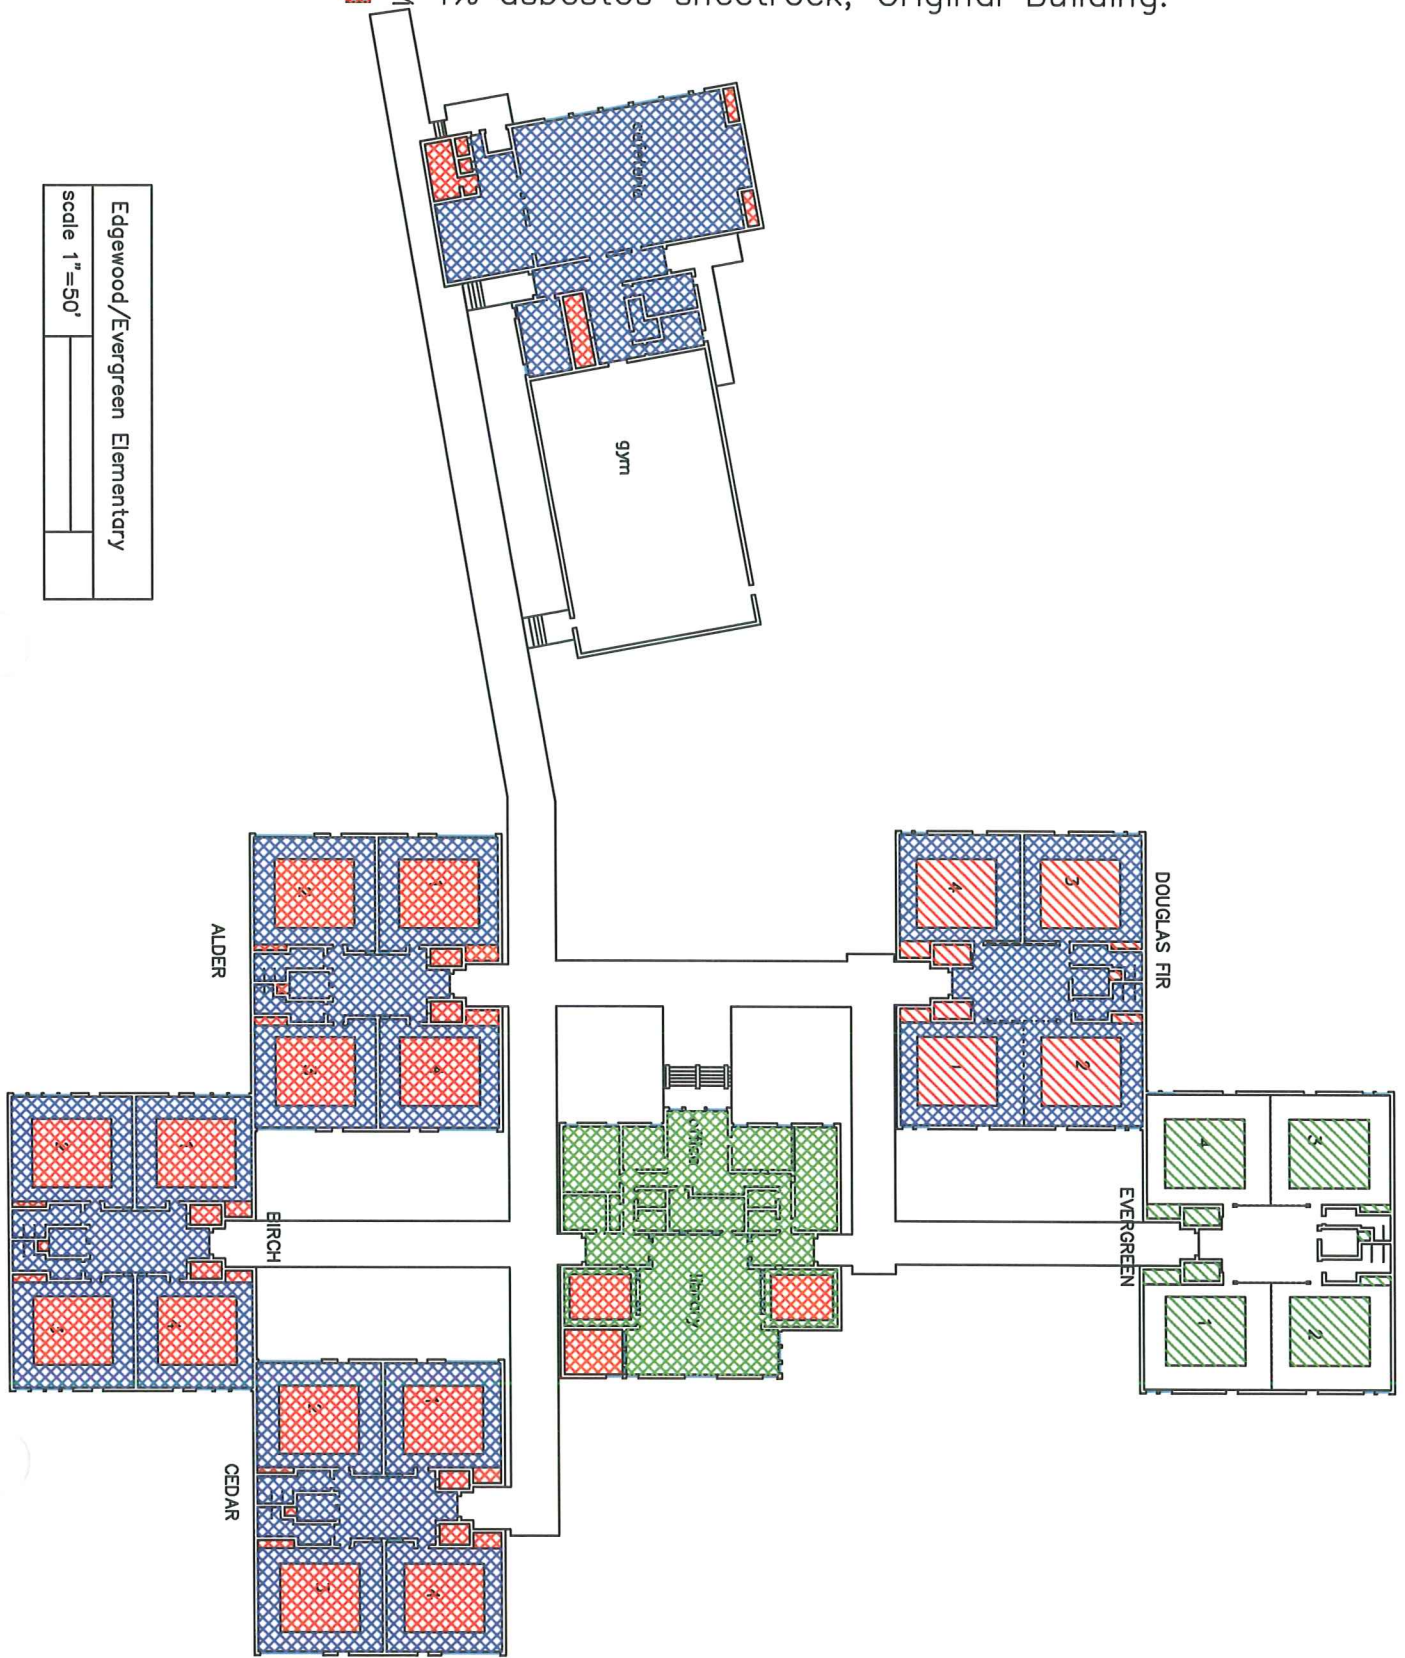 1% asbestos sheetrock, Original Building.
Edgewood/Evergreen Elementary
scale 1"=50'
cafeteria
gym
DOUGLAS FIR
4
3
1
2
ALDER
2
1
3
4
EVERGREEN
4
3
1
2
office
library
BIRCH
2
1
3
4
CEDAR
2
1
3
4